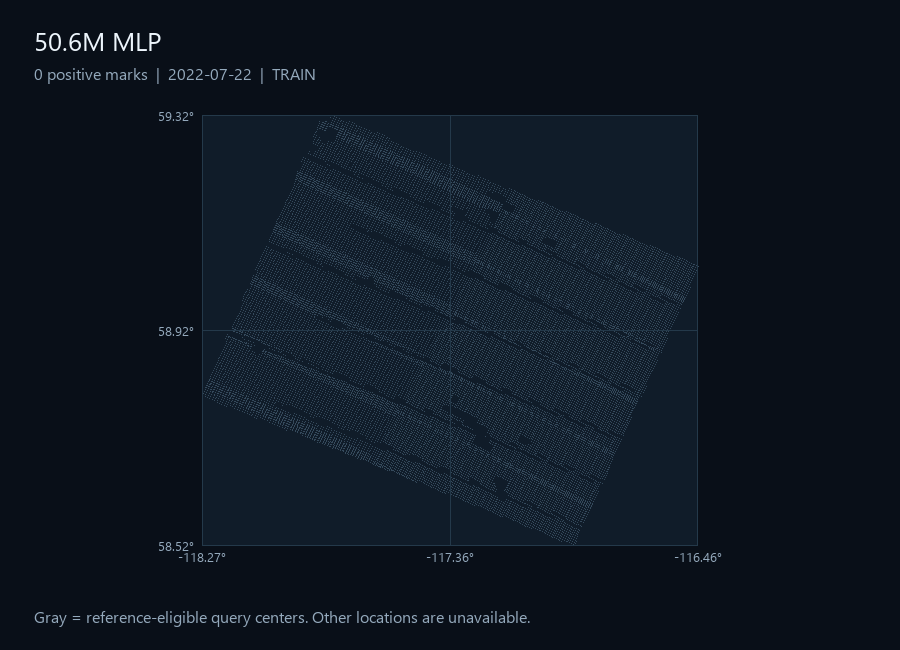 50.6M MLP
0 positive marks | 2022-07-22 | TRAIN
59.32°
58.92°
58.52°
-118.27° -117.36° -116.46°
Gray = reference-eligible query centers. Other locations are unavailable.